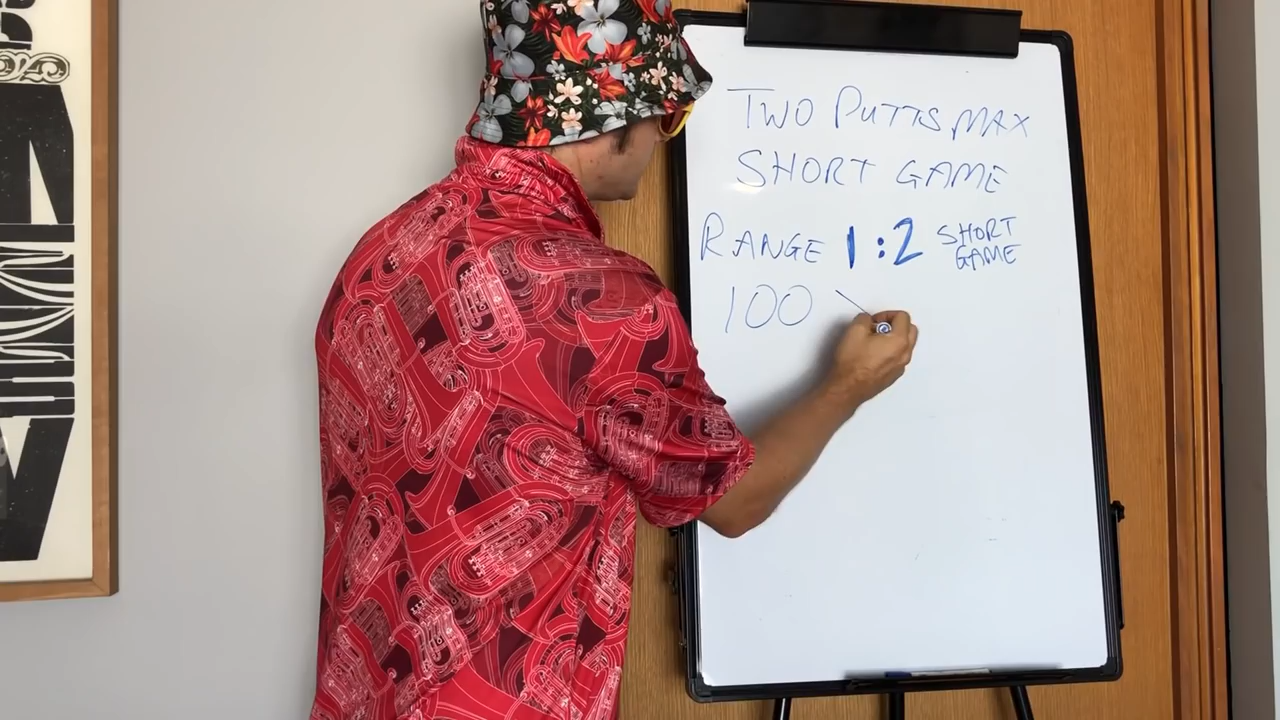 TWO PUTTS MAX
SHORT GAME
RANGE 1:2 SHORT GAME
100